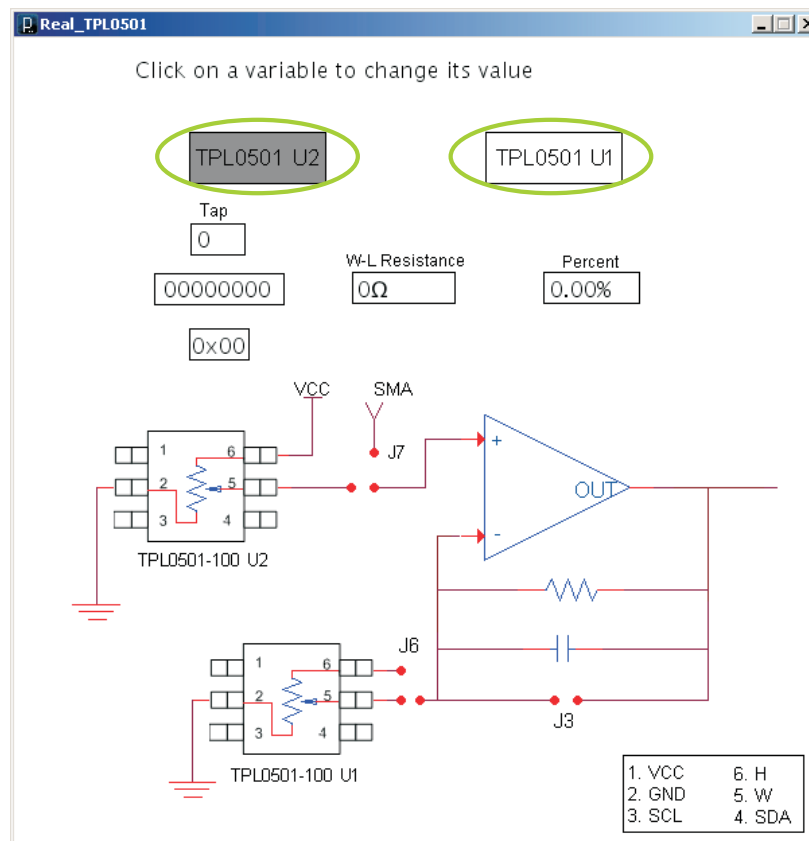 Real_TPL0501
Click on a variable to change its value
TPL0501 U2
TPL0501 U1
Tap
0
W-L Resistance
Percent
00000000
0Ω
0.00%
0x00
VCC
SMA
J7
1
6
+
2
5
OUT
3
4
-
TPL0501-100 U2
J6
1
6
2
5
J3
3
4
TPL0501-100 U1
1. VCC 6. H
2. GND 5. W
3. SCL 4. SDA